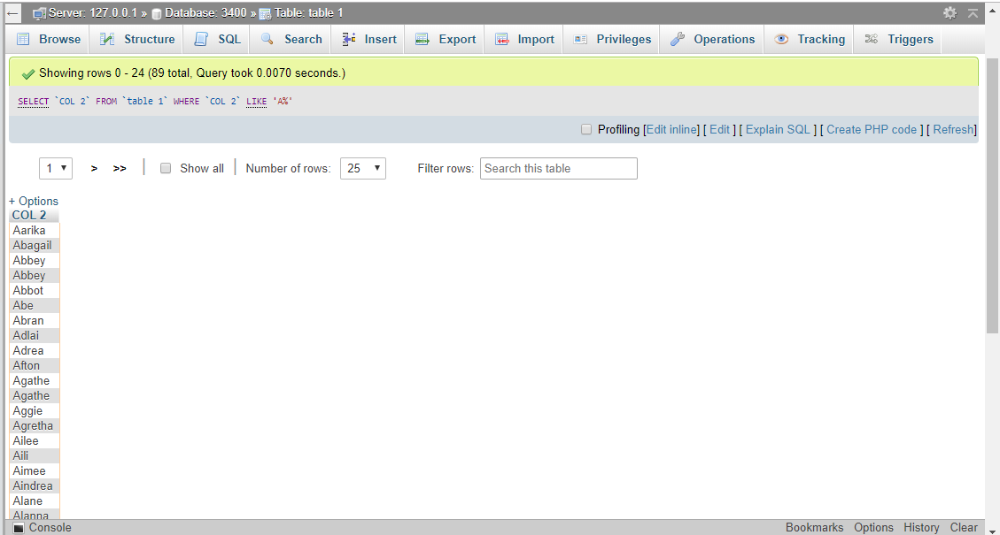 Server: 127.0.0.1 » Database: 3400 » Table: table 1
Browse Structure SQL Search Insert Export Import Privileges Operations Tracking Triggers
Showing rows 0 - 24 (89 total, Query took 0.0070 seconds.)
SELECT `COL 2` FROM `table 1` WHERE `COL 2` LIKE 'A%'
Profiling [Edit inline] [ Edit ] [ Explain SQL ] [ Create PHP code ] [ Refresh]
1 > >> | Show all | Number of rows: 25 Filter rows: Search this table
+ Options
COL 2
Aarika
Abagail
Abbey
Abbey
Abbot
Abe
Abran
Adlai
Adrea
Afton
Agathe
Agathe
Aggie
Agretha
Ailee
Aili
Aimee
Aindrea
Alane
Alanna
Console Bookmarks Options History Clear